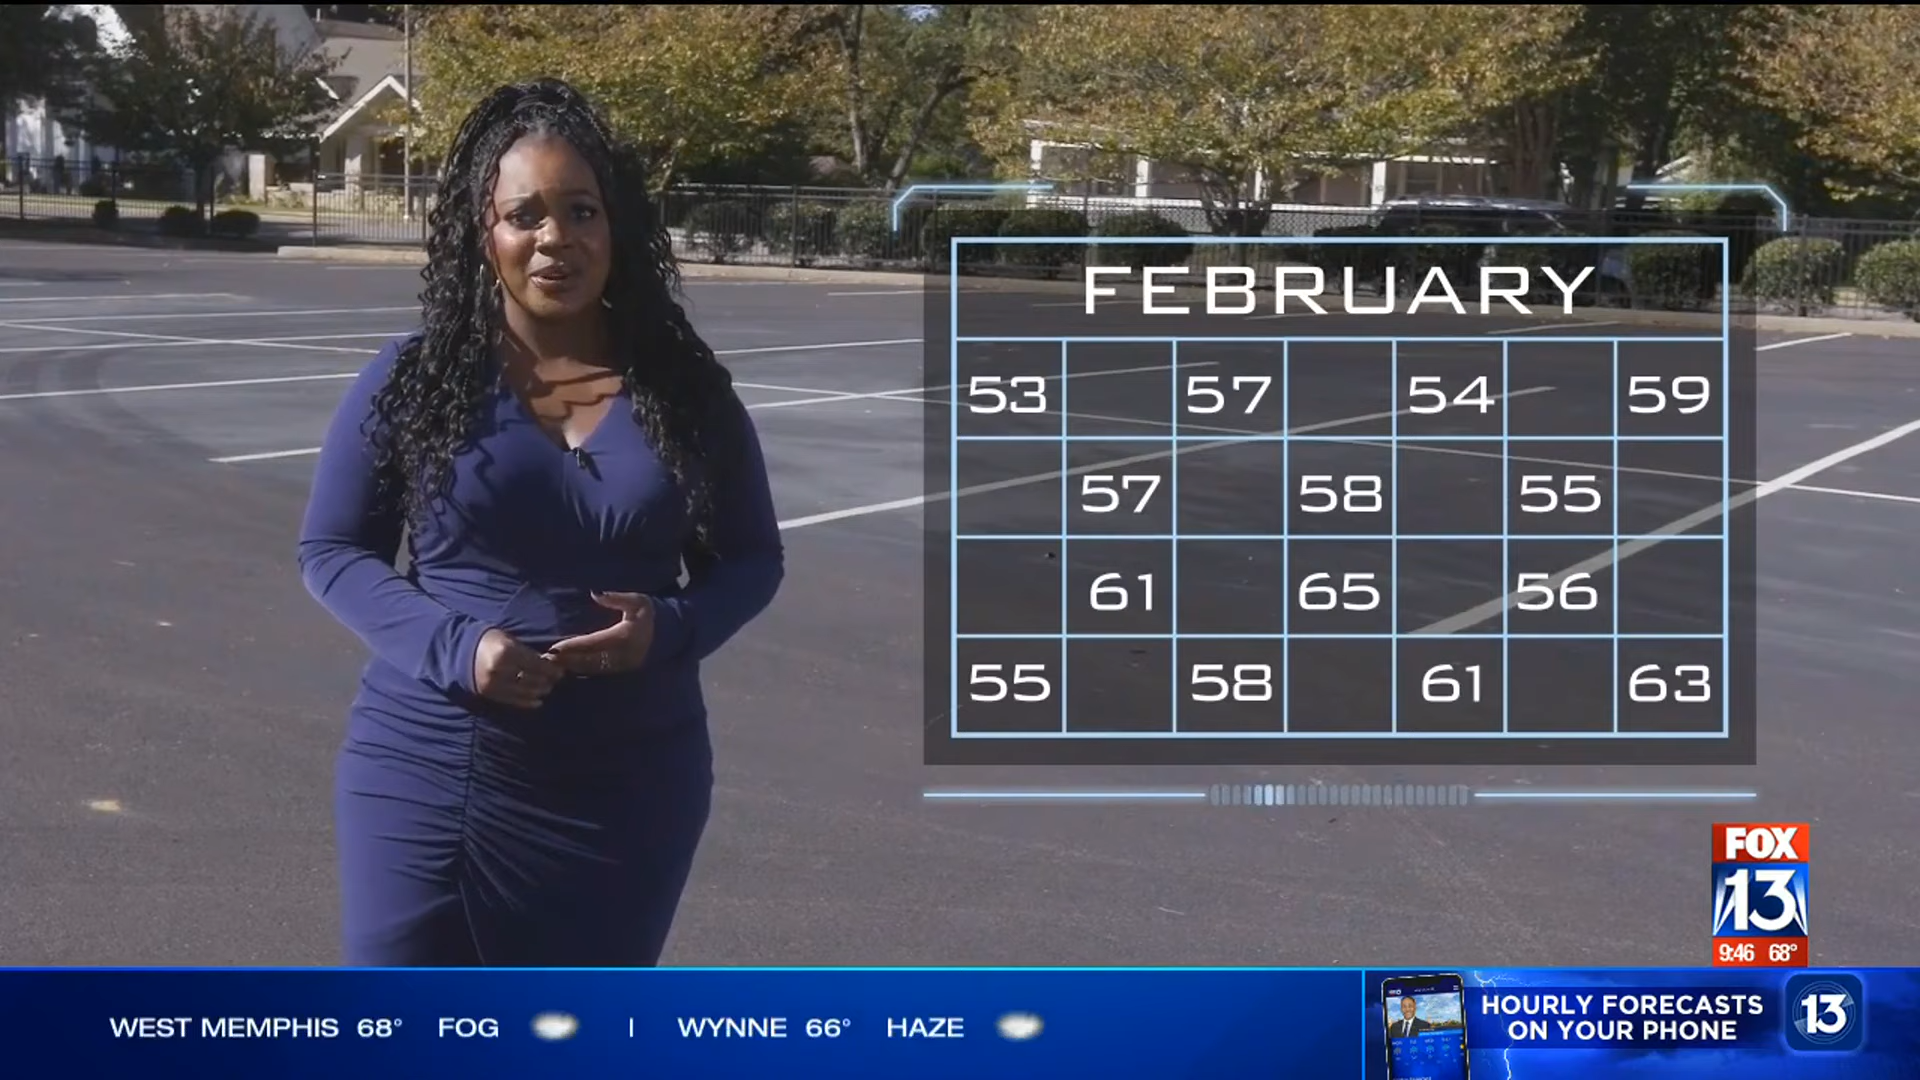 FEBRUARY
53 57 54 59
57 58 55
61 65 56
55 58 61 63
FOX
13
9:46 68°
WEST MEMPHIS 68° FOG | WYNNE 66° HAZE
HOURLY FORECASTS
ON YOUR PHONE
13